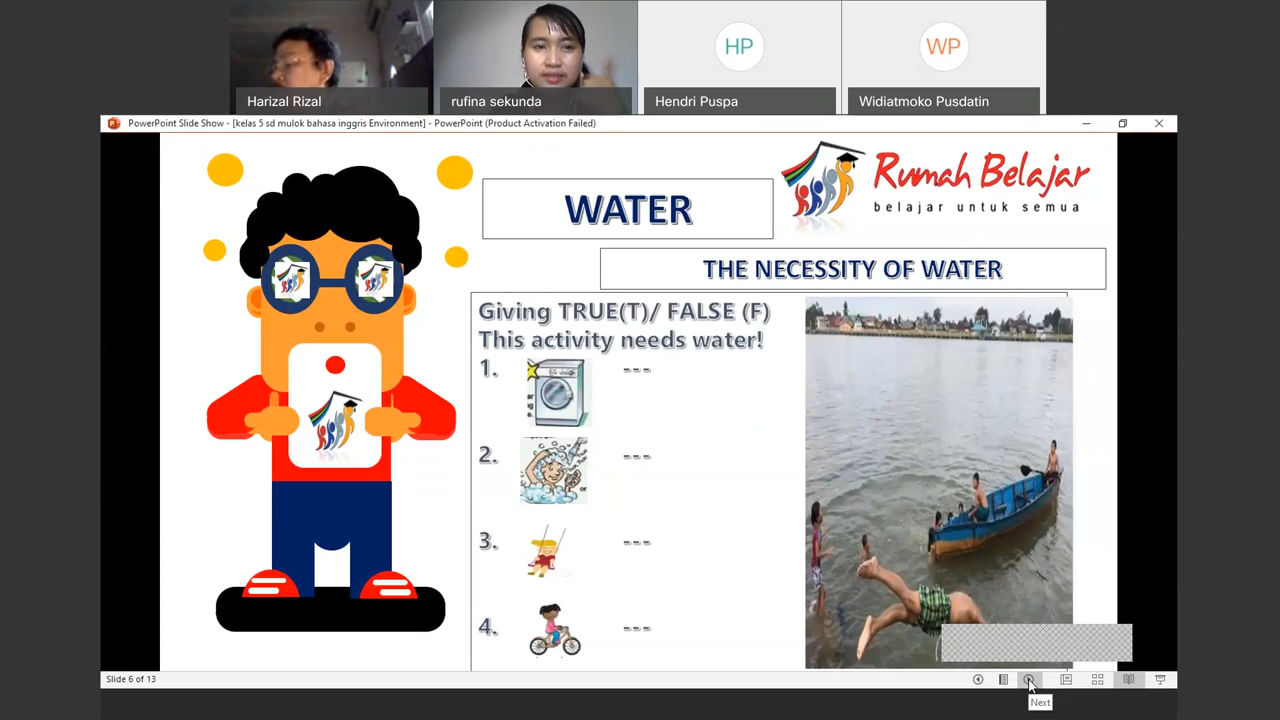 HP
WP
Harizal Rizal
rufina sekunda
Hendri Puspa
Widiatmoko Pusdatin
PowerPoint Slide Show - [kelas 5 sd mulok bahasa inggris Environment] - PowerPoint (Product Activation Failed)
WATER
Rumah Belajar
belajar untuk semua
THE NECESSITY OF WATER
Giving TRUE(T)/ FALSE (F)
This activity needs water!
1. ---
2. ---
or
3. ---
4. ---
Slide 6 of 13
Next